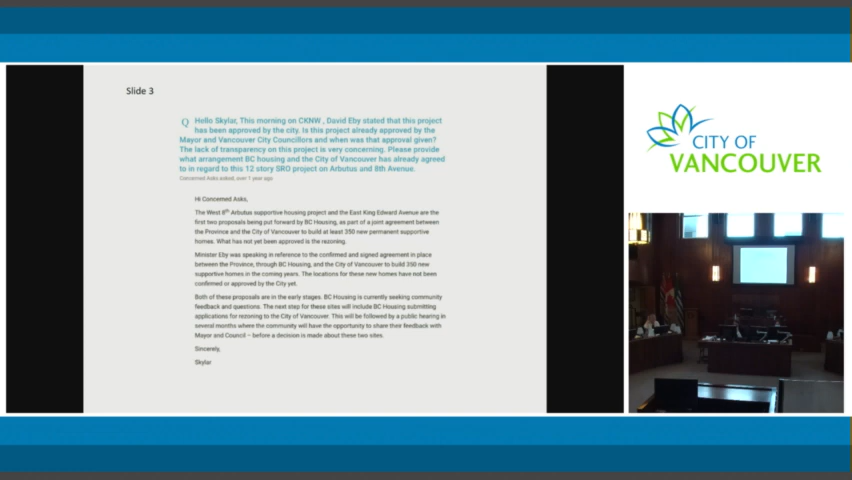 Slide 3
Q Hello Skylar, This morning on CKNW , David Eby stated that this project
has been approved by the city. Is this project already approved by the
Mayor and Vancouver City Councillors and when was that approval given?
The lack of transparency on this project is very concerning. Please provide
what arrangement BC housing and the City of Vancouver has already agreed
to in regard to this 12 story SRO project on Arbutus and 8th Avenue.
Concerned Asks asked, over 1 year ago
Hi Concerned Asks,
The West 8th Arbutus supportive housing project and the East King Edward Avenue are the
first two proposals being put forward by BC Housing, as part of a joint agreement between
the Province and the City of Vancouver to build at least 350 new permanent supportive
homes. What has not yet been approved is the rezoning.
Minister Eby was speaking in reference to the confirmed and signed agreement in place
between the Province, through BC Housing, and the City of Vancouver to build 350 new
supportive homes in the coming years. The locations for these new homes have not been
confirmed or approved by the City yet.
Both of these proposals are in the early stages. BC Housing is currently seeking community
feedback and questions. The next step for these sites will include BC Housing submitting
applications for rezoning to the City of Vancouver. This will be followed by a public hearing in
several months where the community will have the opportunity to share their feedback with
Mayor and Council – before a decision is made about these two sites.
Sincerely,
Skylar
CITY OF
VANCOUVER